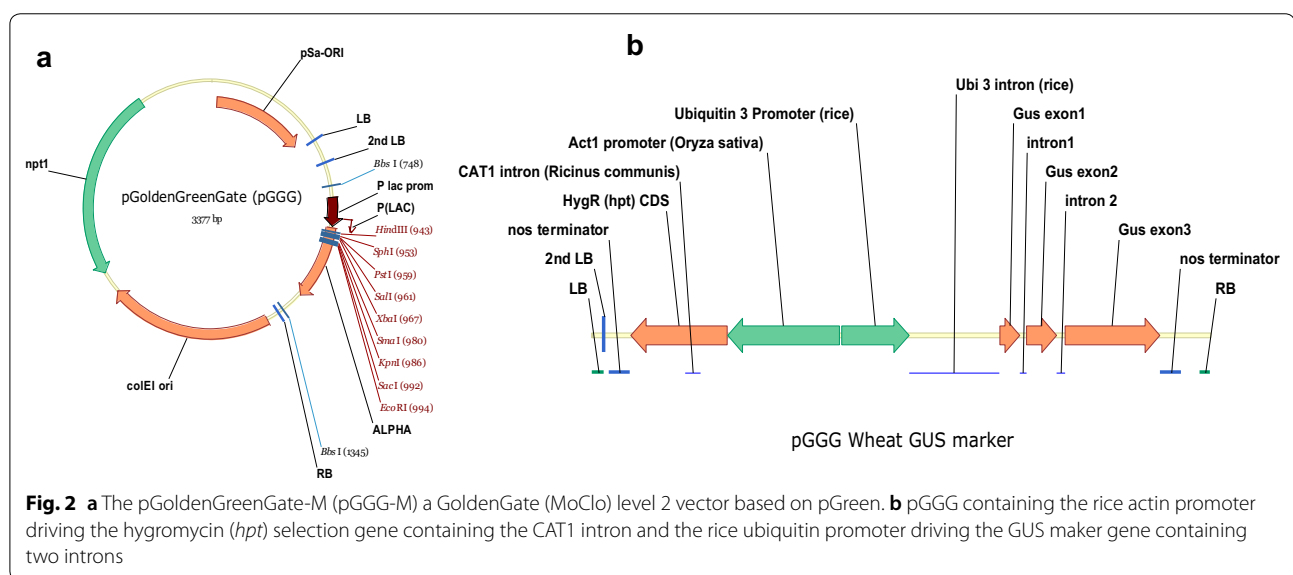 a
pSa-ORI
LB
2nd LB
Bbs I (748)
P lac prom
P(LAC)
HindIII (943)
SphI (953)
PstI (959)
SalI (961)
XbaI (967)
SmaI (980)
KpnI (986)
SacI (992)
EcoRI (994)
ALPHA
BbsI (1345)
RB
colEI ori
npt1
pGoldenGreenGate (pGGG)
3377 bp
b
Ubi 3 intron (rice)
Ubiquitin 3 Promoter (rice)
Gus exon1
Act1 promoter (Oryza sativa)
intron1
CAT1 intron (Ricinus communis)
Gus exon2
HygR (hpt) CDS
intron 2
nos terminator
Gus exon3
2nd LB
nos terminator
LB
RB
pGGG Wheat GUS marker
Fig. 2 a The pGoldenGreenGate-M (pGGG-M) a GoldenGate (MoClo) level 2 vector based on pGreen. b pGGG containing the rice actin promoter
driving the hygromycin (hpt) selection gene containing the CAT1 intron and the rice ubiquitin promoter driving the GUS maker gene containing
two introns